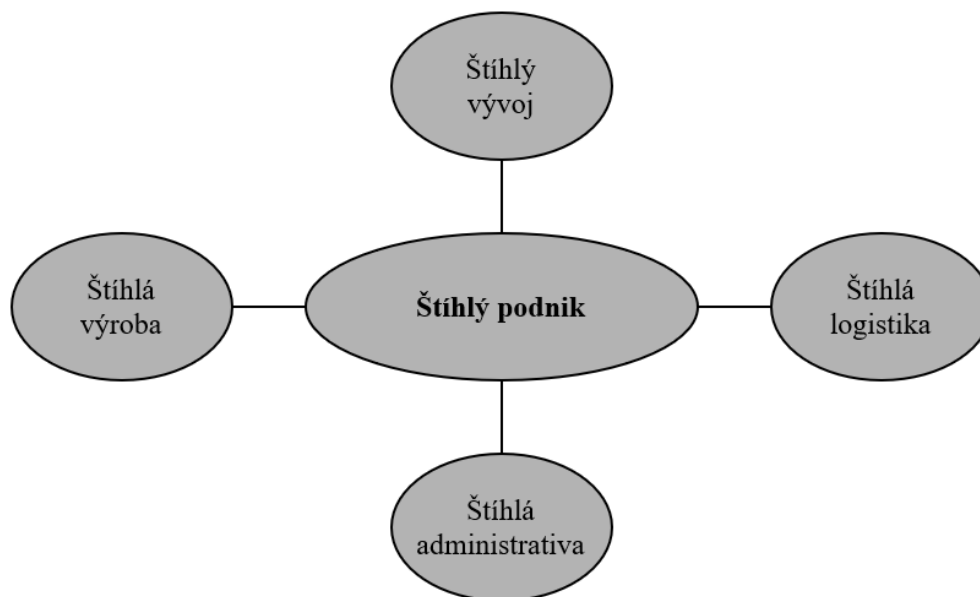 Štíhlý
vývoj
Štíhlá
výroba
Štíhlý podnik
Štíhlá
logistika
Štíhlá
administrativa